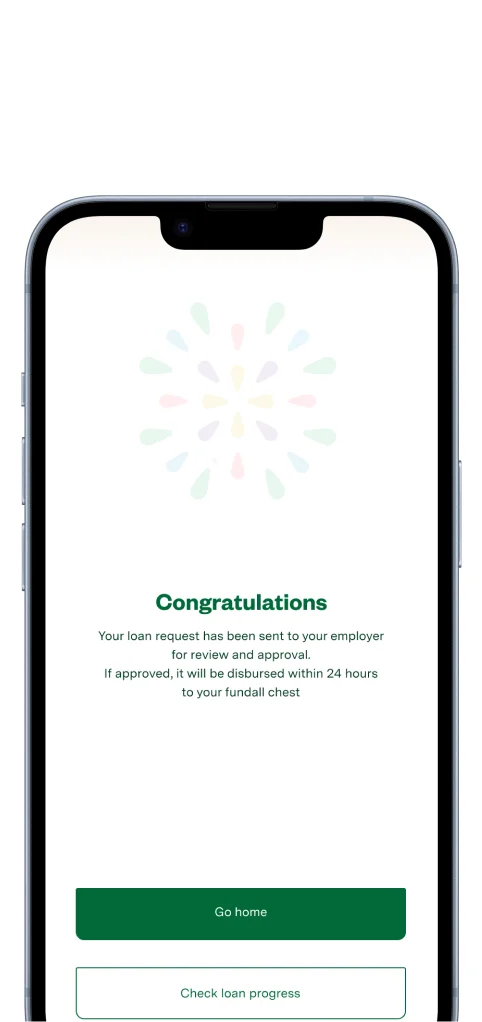 Congratulations
Your loan request has been sent to your employer
for review and approval.
If approved, it will be disbursed within 24 hours
to your fundall chest
Go home
Check loan progress